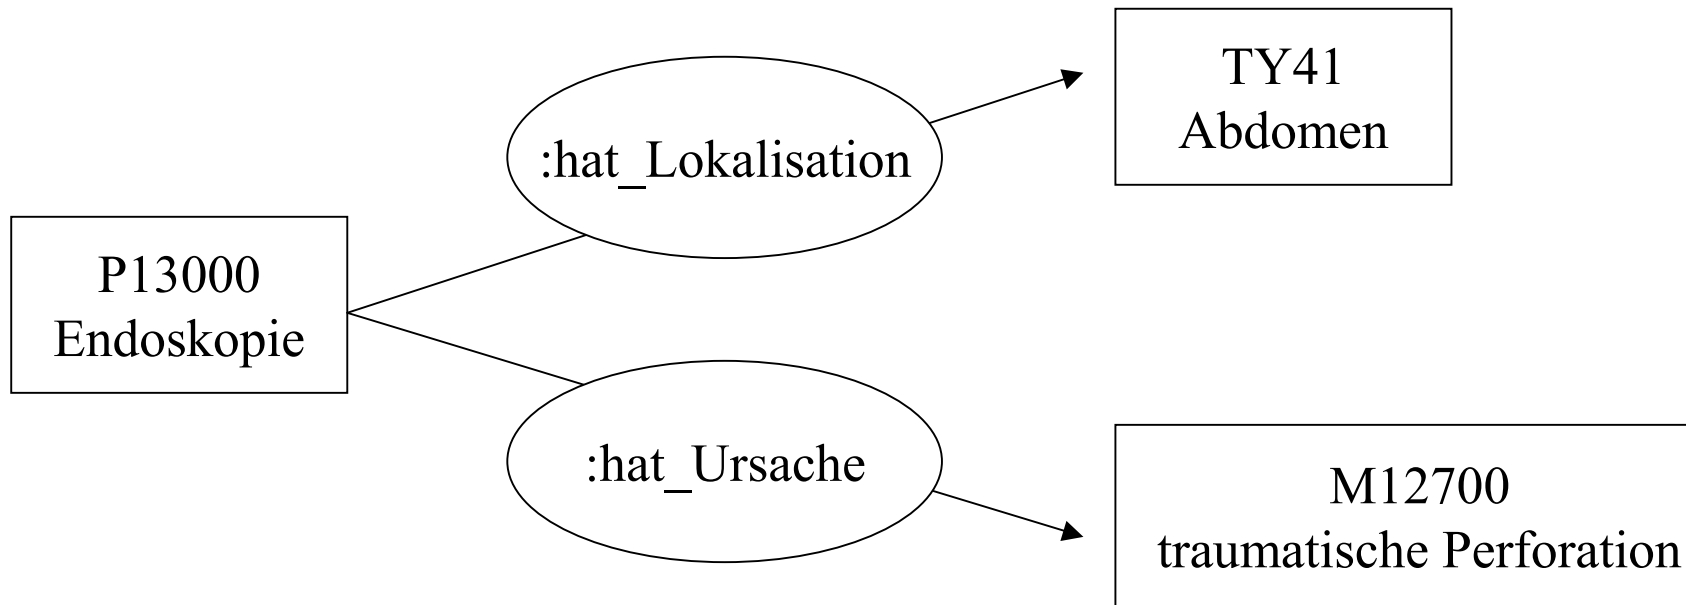 TY41
Abdomen
:hat_Lokalisation
P13000
Endoskopie
:hat_Ursache
M12700
traumatische Perforation